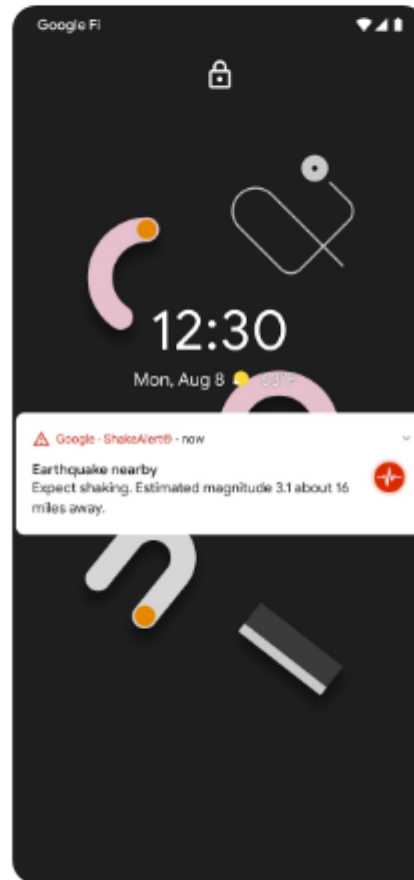 Google Fi
12:30
Mon, Aug 8 63°F
Google · ShakeAlert® · now
Earthquake nearby
Expect shaking. Estimated magnitude 3.1 about 16
miles away.